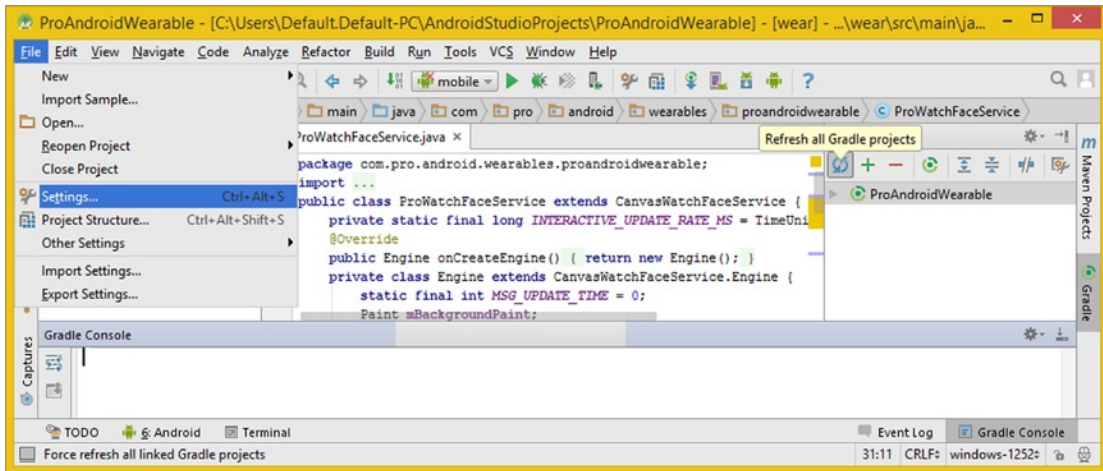 ProAndroidWearable - [C:\Users\Default.Default-PC\AndroidStudioProjects\ProAndroidWearable] - [wear] - ...\wear\src\main\ja...
File Edit View Navigate Code Analyze Refactor Build Run Tools VCS Window Help
New
Import Sample...
Open...
Reopen Project
Close Project
Settings... Ctrl+Alt+S
Project Structure... Ctrl+Alt+Shift+S
Other Settings
Import Settings...
Export Settings...
mobile
main java com pro android wearables proandroidwearable ProWatchFaceService
ProWatchFaceService.java
Refresh all Gradle projects
package com.pro.android.wearables.proandroidwearable;
import ...
public class ProWatchFaceService extends CanvasWatchFaceService {
private static final long INTERACTIVE_UPDATE_RATE_MS = TimeUni
@Override
public Engine onCreateEngine() { return new Engine(); }
private class Engine extends CanvasWatchFaceService.Engine {
static final int MSG_UPDATE_TIME = 0;
Paint mBackgroundPaint;
ProAndroidWearable
Maven Projects
Gradle
Captures
Gradle Console
TODO 6: Android Terminal Event Log Gradle Console
Force refresh all linked Gradle projects 31:11 CRLF windows-1252